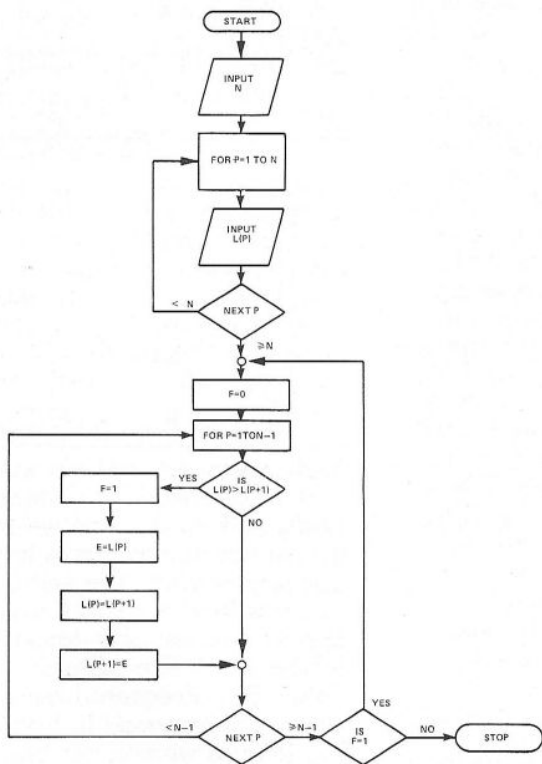 START
INPUT
N
FOR P=1 TO N
INPUT
L(P)
< N
NEXT P
≥N
F=0
FOR P=1TON-1
IS
L(P)>L(P+1)
YES
F=1
NO
E=L(P)
L(P)=L(P+1)
L(P+1)=E
<N-1
NEXT P
≥N-1
YES
IS
F=1
NO
STOP